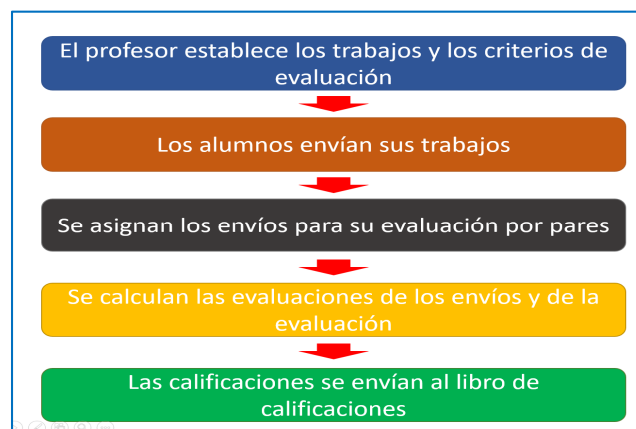 El profesor establece los trabajos y los criterios de
evaluación
Los alumnos envían sus trabajos
Se asignan los envíos para su evaluación por pares
Se calculan las evaluaciones de los envíos y de la
evaluación
Las calificaciones se envían al libro de
calificaciones